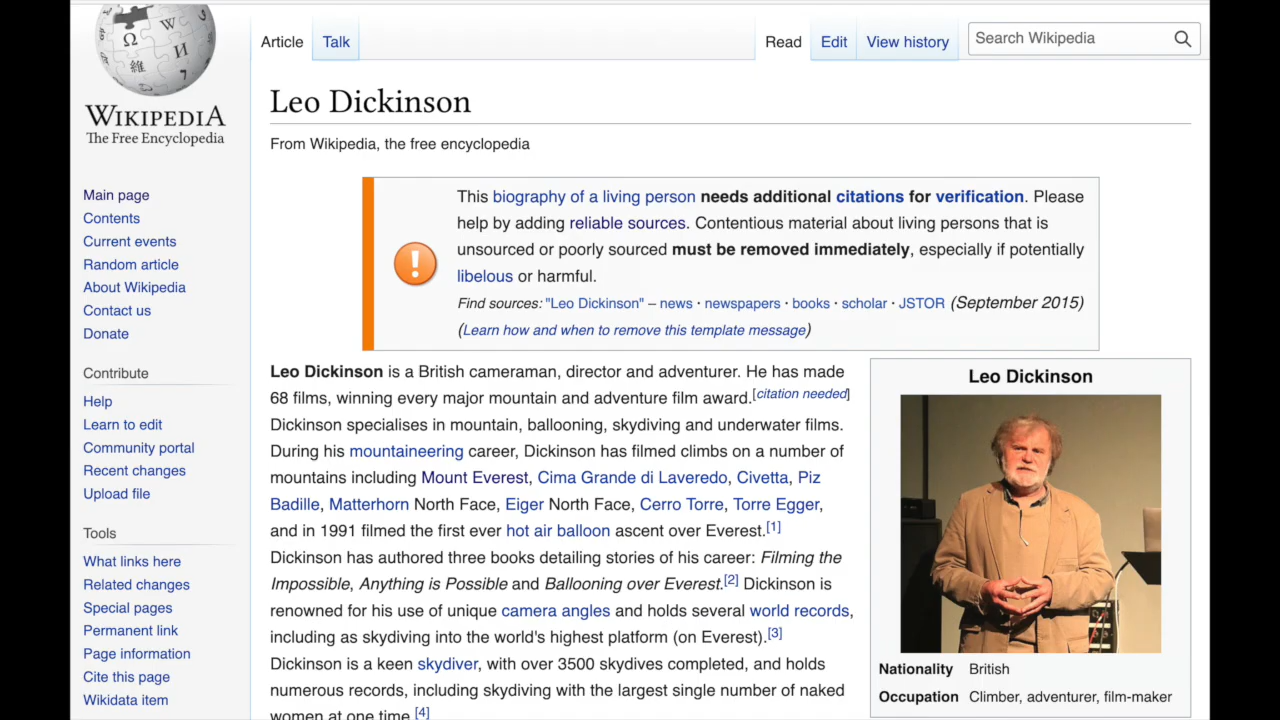 Ω W И 維
WIKIPEDIA
The Free Encyclopedia
Main page
Contents
Current events
Random article
About Wikipedia
Contact us
Donate
Contribute
Help
Learn to edit
Community portal
Recent changes
Upload file
Tools
What links here
Related changes
Special pages
Permanent link
Page information
Cite this page
Wikidata item
Article Talk Read Edit View history Search Wikipedia
Leo Dickinson
From Wikipedia, the free encyclopedia
This biography of a living person needs additional citations for verification. Please
help by adding reliable sources. Contentious material about living persons that is
unsourced or poorly sourced must be removed immediately, especially if potentially
libelous or harmful.
Find sources: "Leo Dickinson" – news · newspapers · books · scholar · JSTOR (September 2015)
(Learn how and when to remove this template message)
Leo Dickinson is a British cameraman, director and adventurer. He has made
68 films, winning every major mountain and adventure film award.[citation needed]
Dickinson specialises in mountain, ballooning, skydiving and underwater films.
During his mountaineering career, Dickinson has filmed climbs on a number of
mountains including Mount Everest, Cima Grande di Laveredo, Civetta, Piz
Badille, Matterhorn North Face, Eiger North Face, Cerro Torre, Torre Egger,
and in 1991 filmed the first ever hot air balloon ascent over Everest.[1]
Dickinson has authored three books detailing stories of his career: Filming the
Impossible, Anything is Possible and Ballooning over Everest.[2] Dickinson is
renowned for his use of unique camera angles and holds several world records,
including as skydiving into the world's highest platform (on Everest).[3]
Dickinson is a keen skydiver, with over 3500 skydives completed, and holds
numerous records, including skydiving with the largest single number of naked
women at one time.[4]
Leo Dickinson
Nationality British
Occupation Climber, adventurer, film-maker